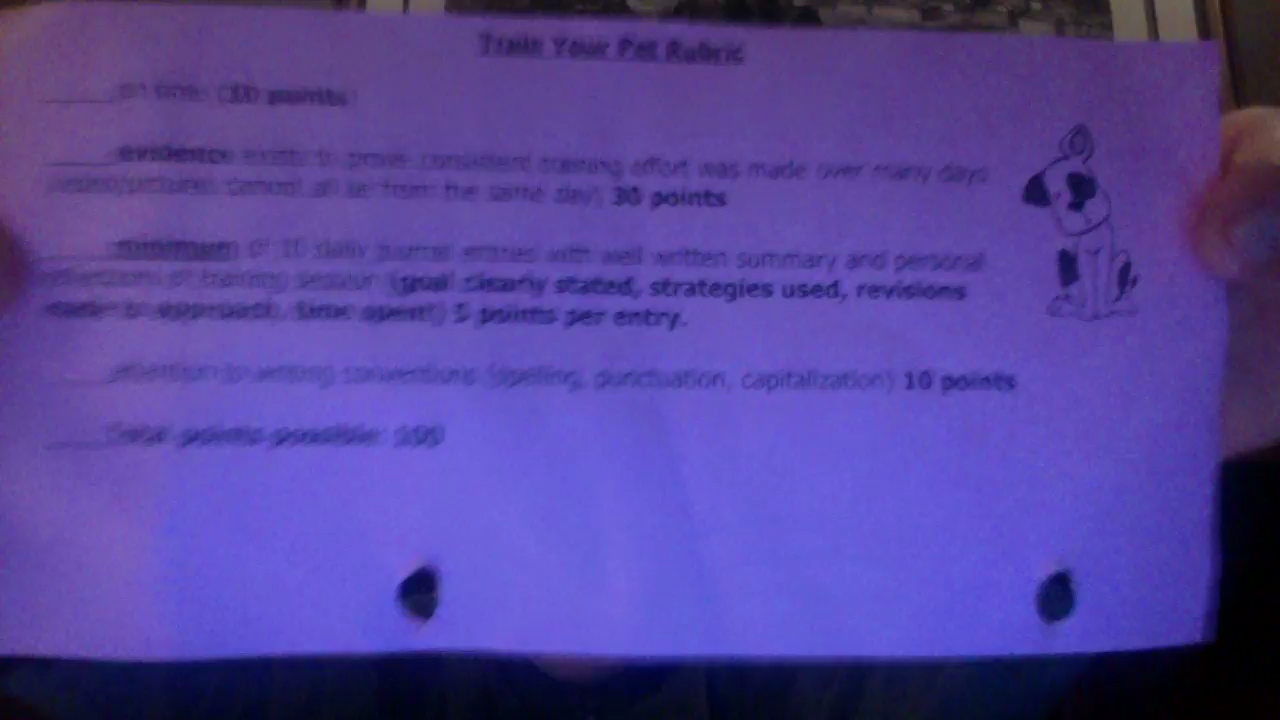 Train Your Pet Rubric
_____on time (10 points)
_____evidence exists to prove consistent training effort was made over many days
(video/pictures cannot all be from the same day) 30 points
_____minimum of 10 daily journal entries with well written summary and personal
reflections of training session (goal clearly stated, strategies used, revisions
made to approach, time spent!) 5 points per entry.
_____attention to writing conventions (spelling, punctuation, capitalization) 10 points
_____Total points possible: 100